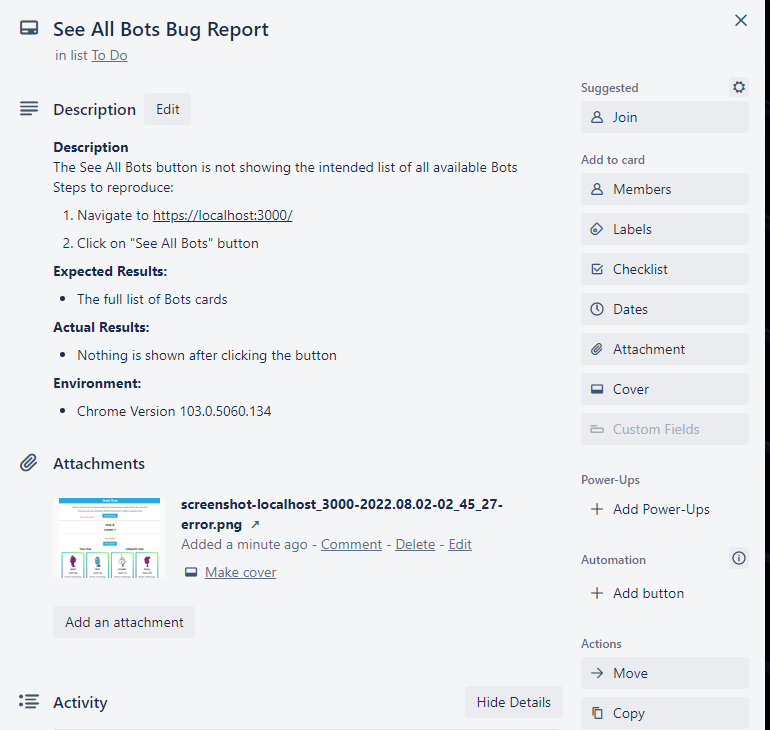 See All Bots Bug Report
in list To Do
Description Edit
Description
The See All Bots button is not showing the intended list of all available Bots
Steps to reproduce:
1. Navigate to https://localhost:3000/
2. Click on "See All Bots" button
Expected Results:
• The full list of Bots cards
Actual Results:
• Nothing is shown after clicking the button
Environment:
• Chrome Version 103.0.5060.134
Attachments
screenshot-localhost_3000-2022.08.02-02_45_27-
error.png ↗
Added a minute ago - Comment - Delete - Edit
Make cover
Add an attachment
Activity
Hide Details
Suggested
Join
Add to card
Members
Labels
Checklist
Dates
Attachment
Cover
Custom Fields
Power-Ups
+ Add Power-Ups
Automation
+ Add button
Actions
→ Move
Copy